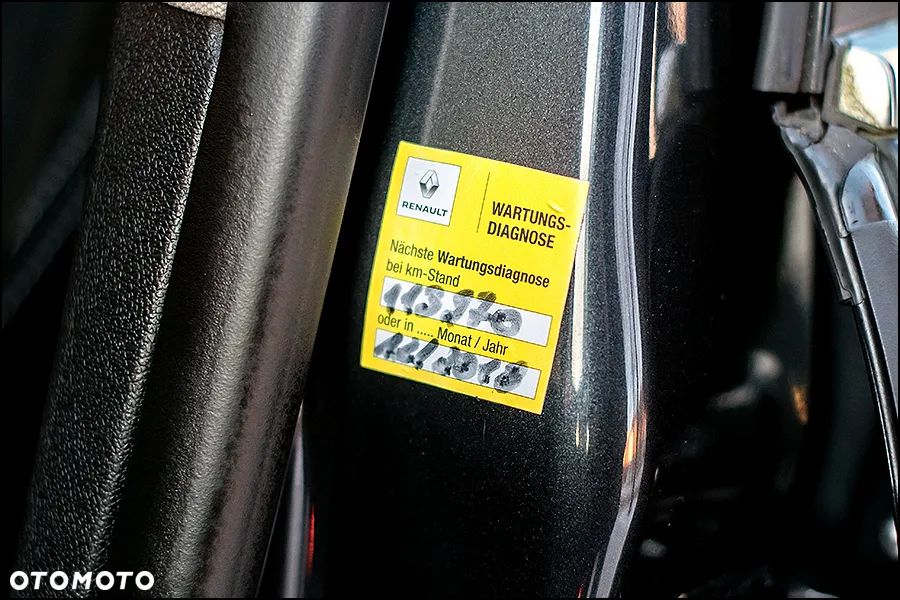 RENAULT
WARTUNGS-
DIAGNOSE
Nächste Wartungsdiagnose
bei km-Stand
oder in ..... Monat / Jahr
OTOMOTO